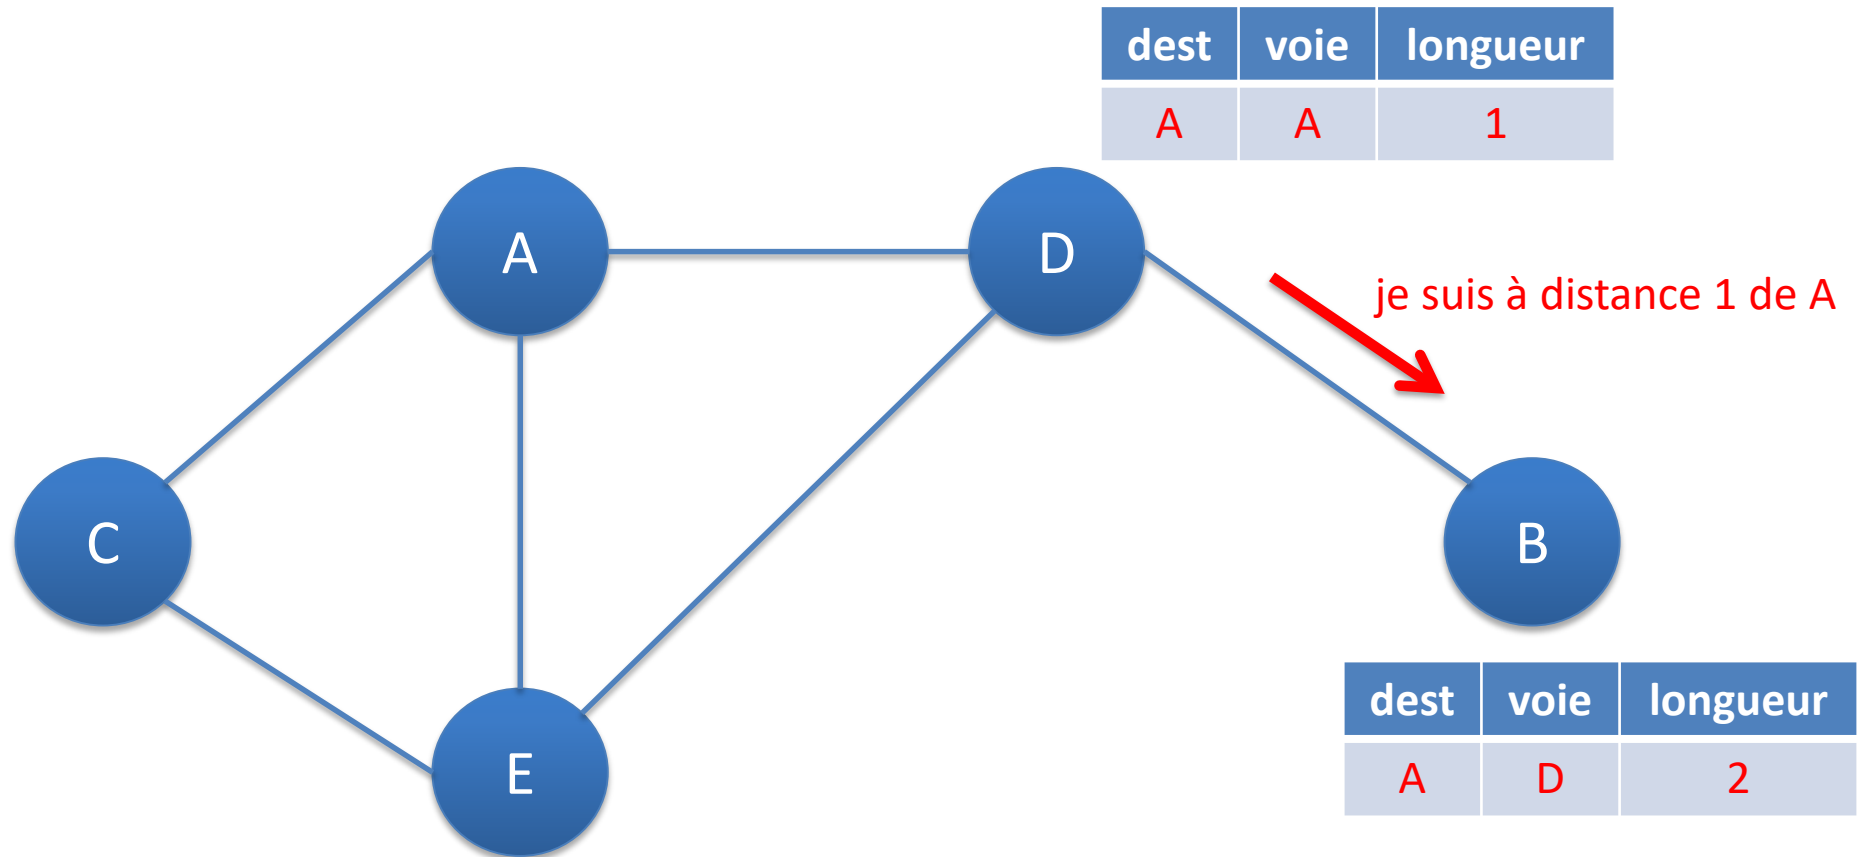 dest voie longueur
A A 1
A
D
je suis à distance 1 de A
C
B
E
dest voie longueur
A D 2